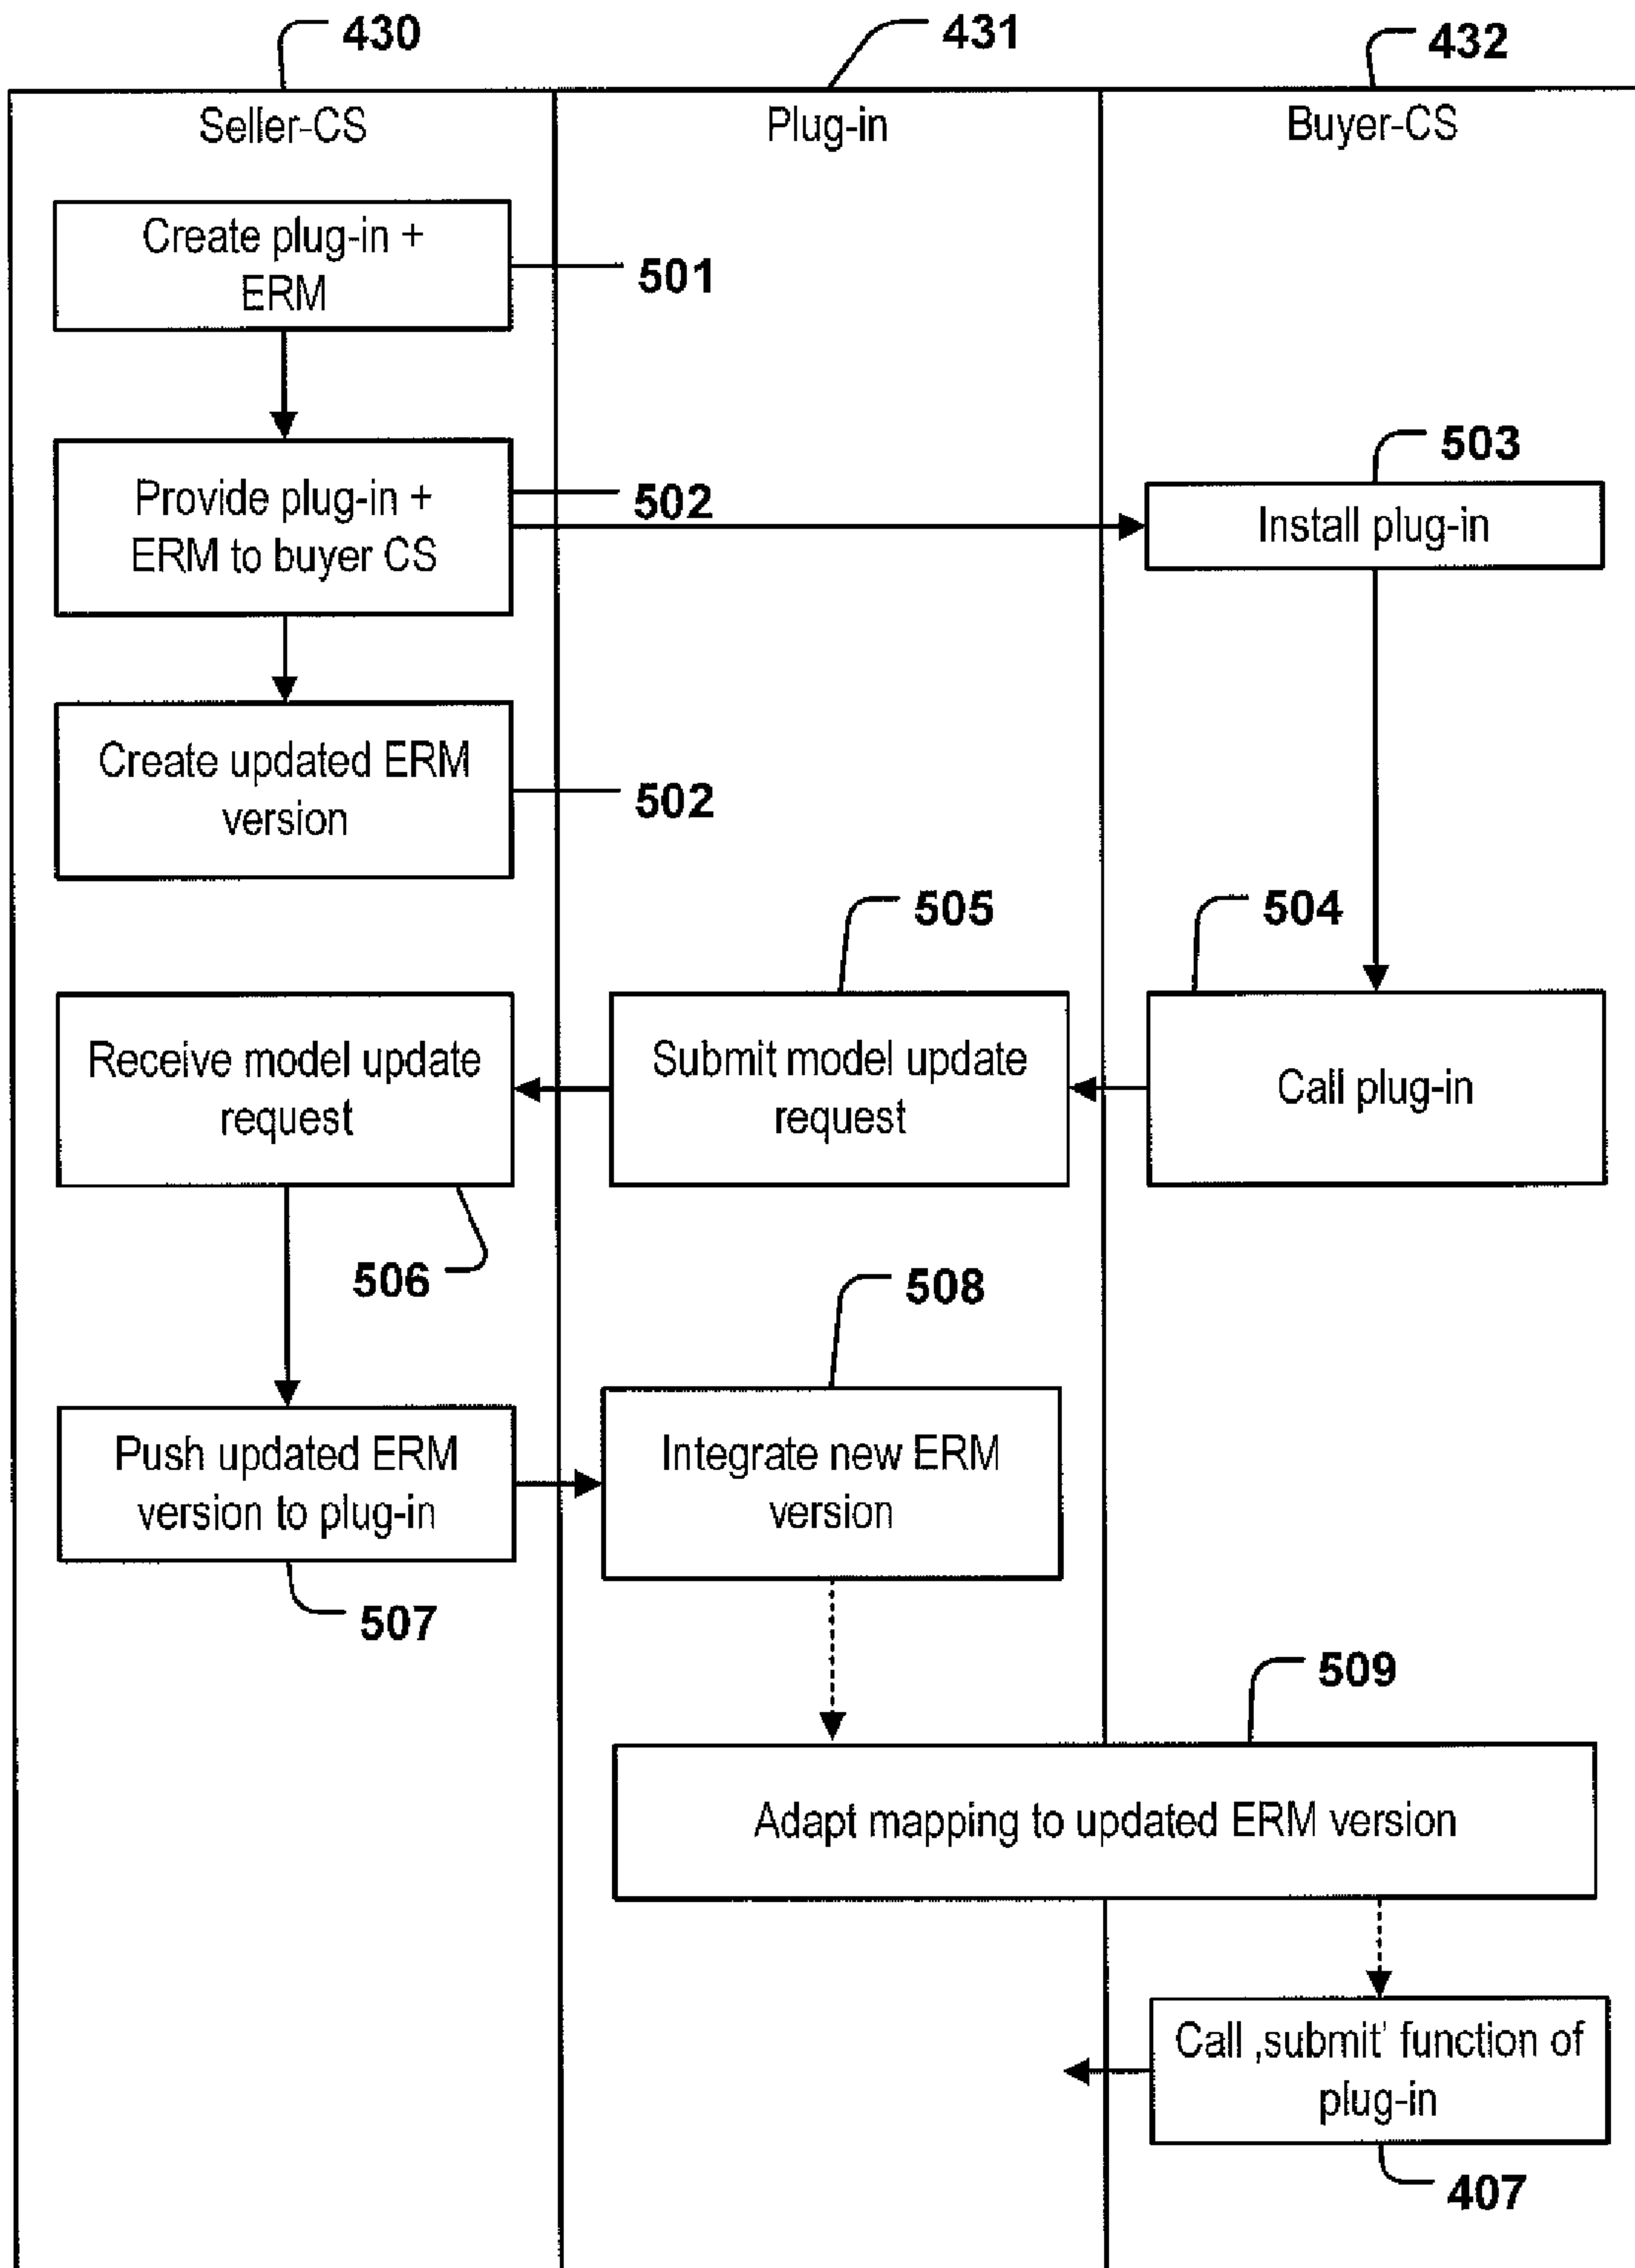 430
431
432
Seller-CS
Plug-in
Buyer-CS
Create plug-in +
ERM
501
Provide plug-in +
ERM to buyer CS
502
503
Install plug-in
Create updated ERM
version
502
505
504
Receive model update
request
Submit model update
request
Call plug-in
506
508
Push updated ERM
version to plug-in
Integrate new ERM
version
507
509
Adapt mapping to updated ERM version
Call ‚submit' function of
plug-in
407